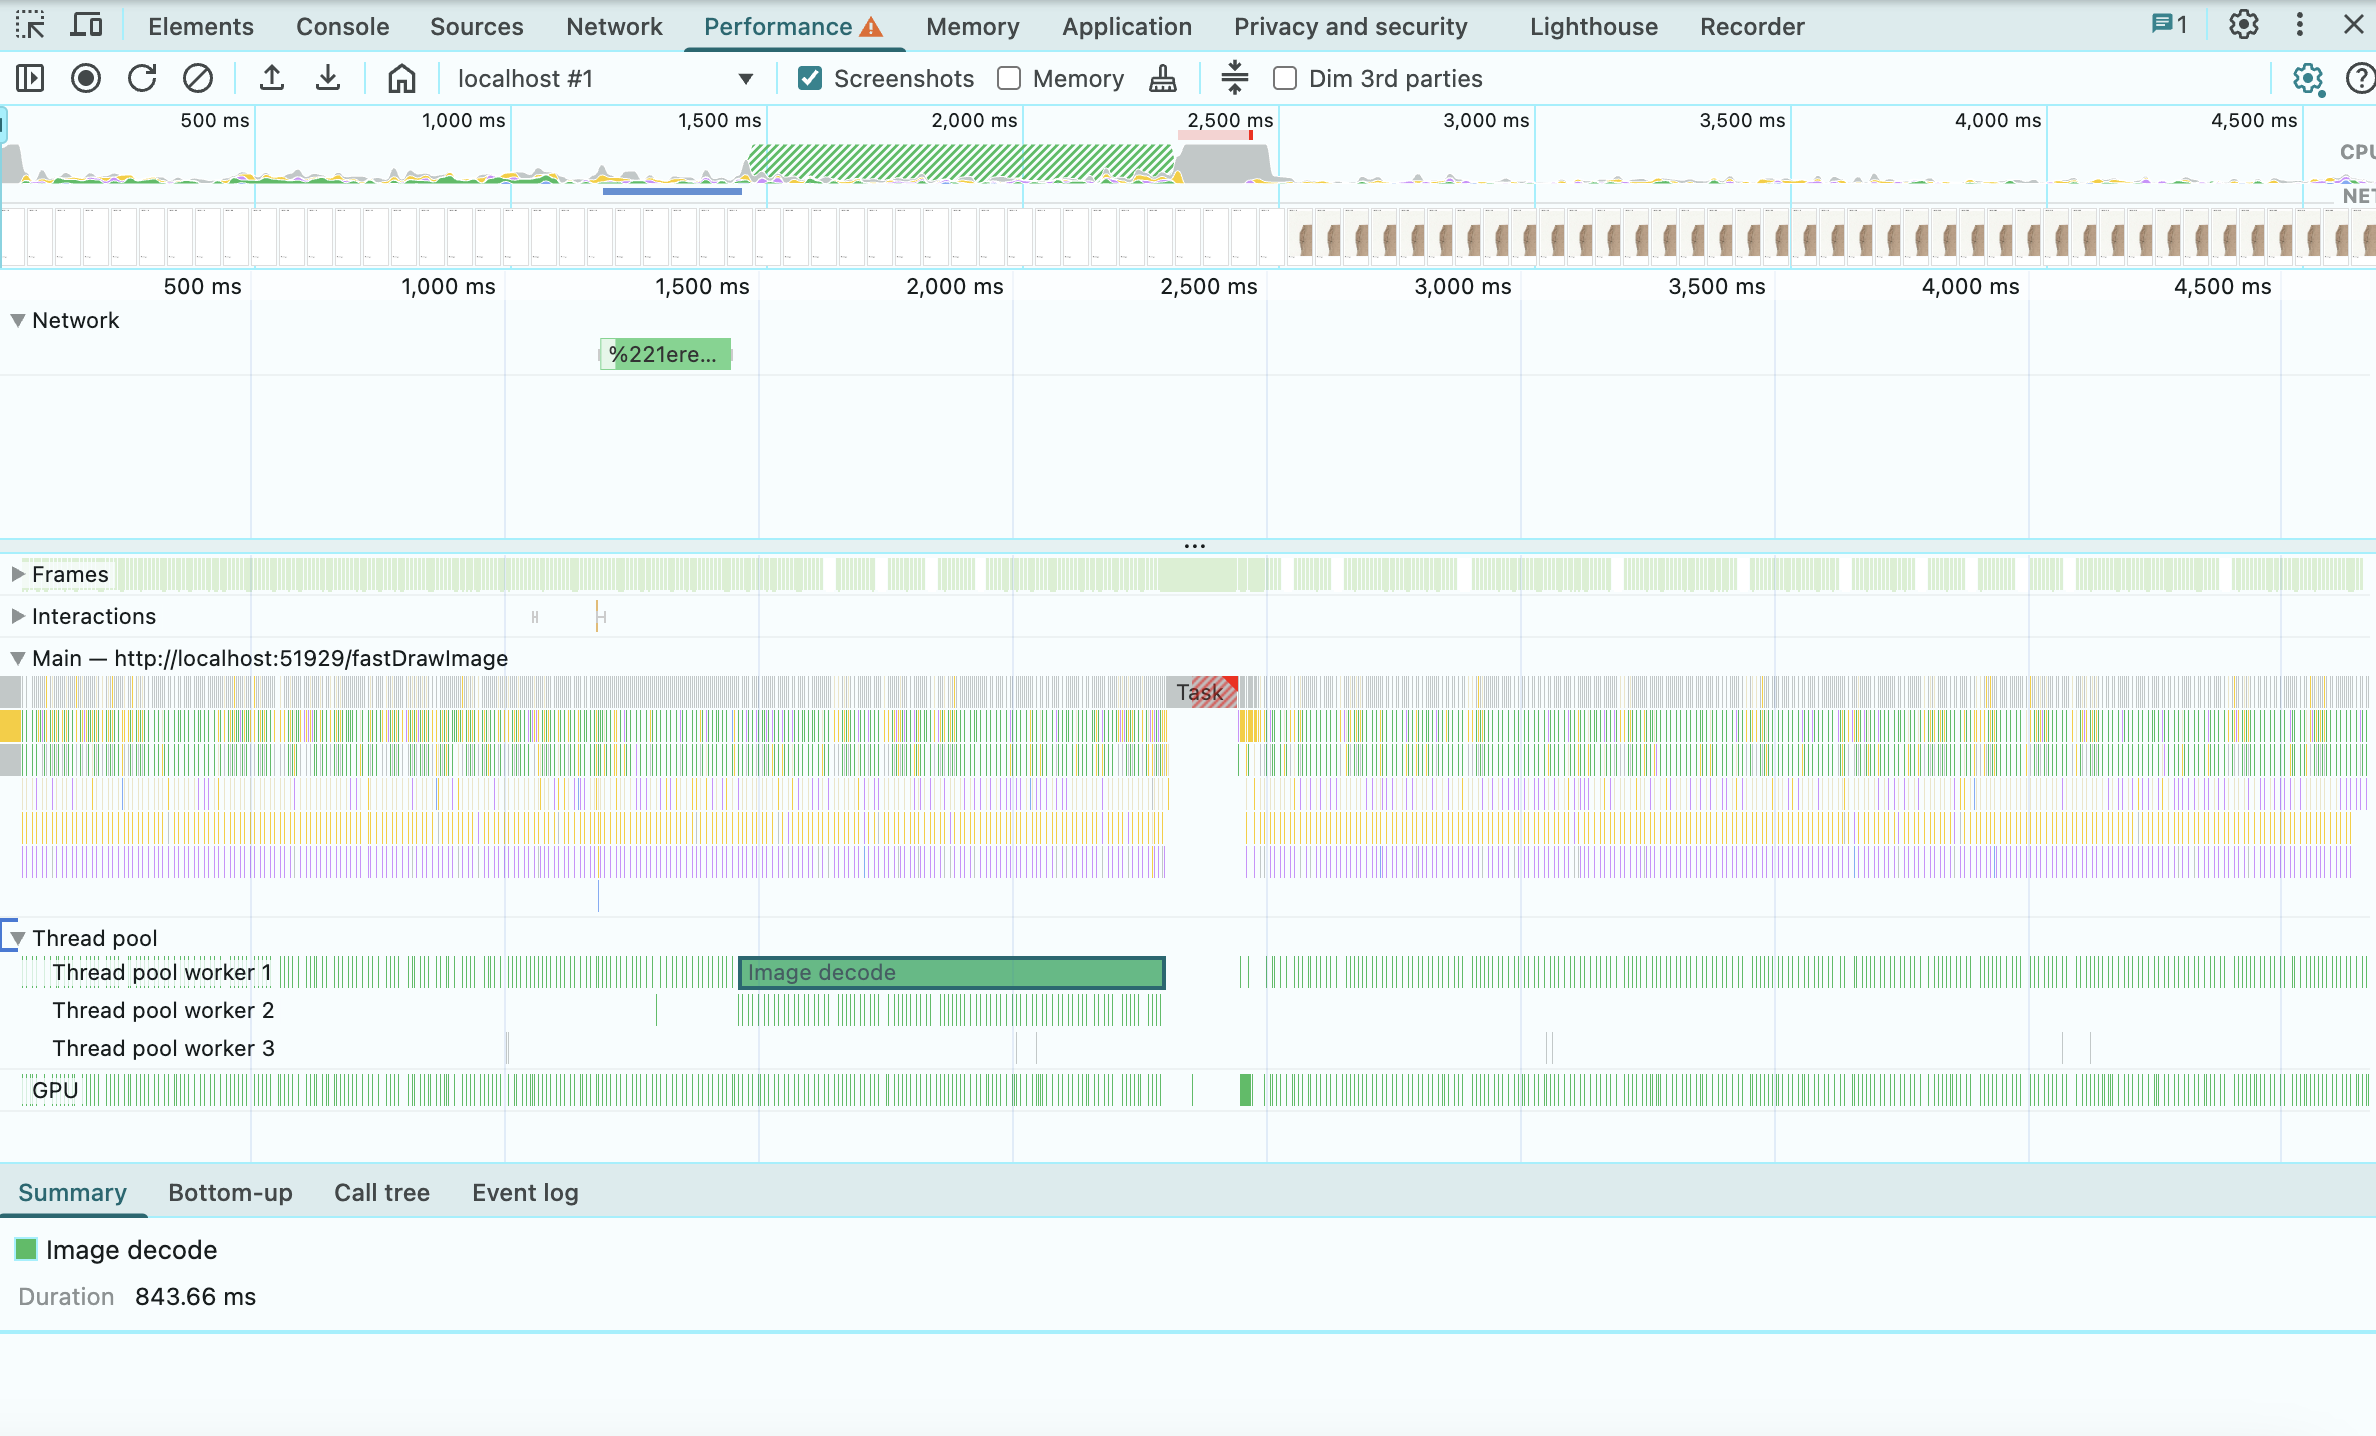 Elements Console Sources Network Performance Memory Application Privacy and security Lighthouse Recorder 1
localhost #1 Screenshots Memory Dim 3rd parties
500 ms 1,000 ms 1,500 ms 2,000 ms 2,500 ms 3,000 ms 3,500 ms 4,000 ms 4,500 ms
CPU
NET
500 ms 1,000 ms 1,500 ms 2,000 ms 2,500 ms 3,000 ms 3,500 ms 4,000 ms 4,500 ms
Network
%221ere...
Frames
Interactions
Main — http://localhost:51929/fastDrawImage
Task
Thread pool
Thread pool worker 1 Image decode
Thread pool worker 2
Thread pool worker 3
GPU
Summary Bottom-up Call tree Event log
Image decode
Duration 843.66 ms